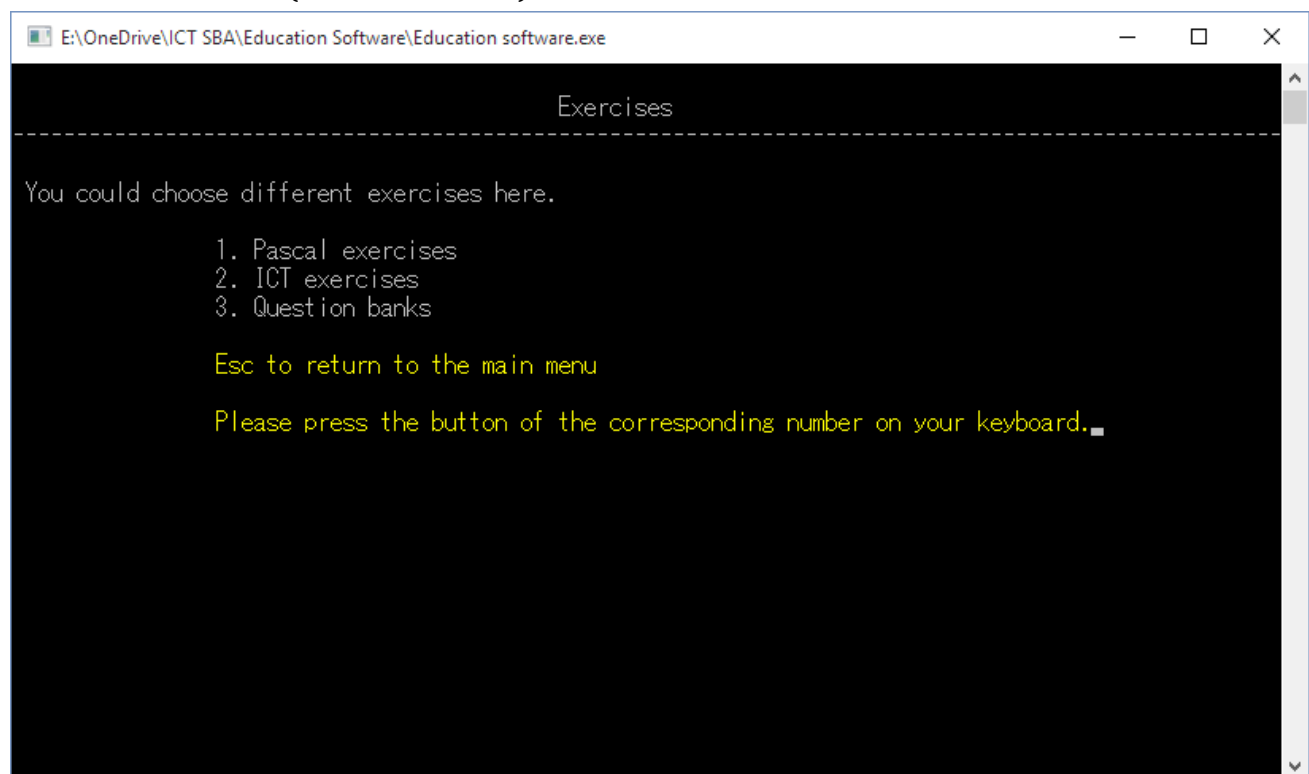 E:\OneDrive\ICT SBA\Education Software\Education software.exe
Exercises
--------------------------------------------------------------------------------------------------
You could choose different exercises here.
1. Pascal exercises
2. ICT exercises
3. Question banks
Esc to return to the main menu
Please press the button of the corresponding number on your keyboard.